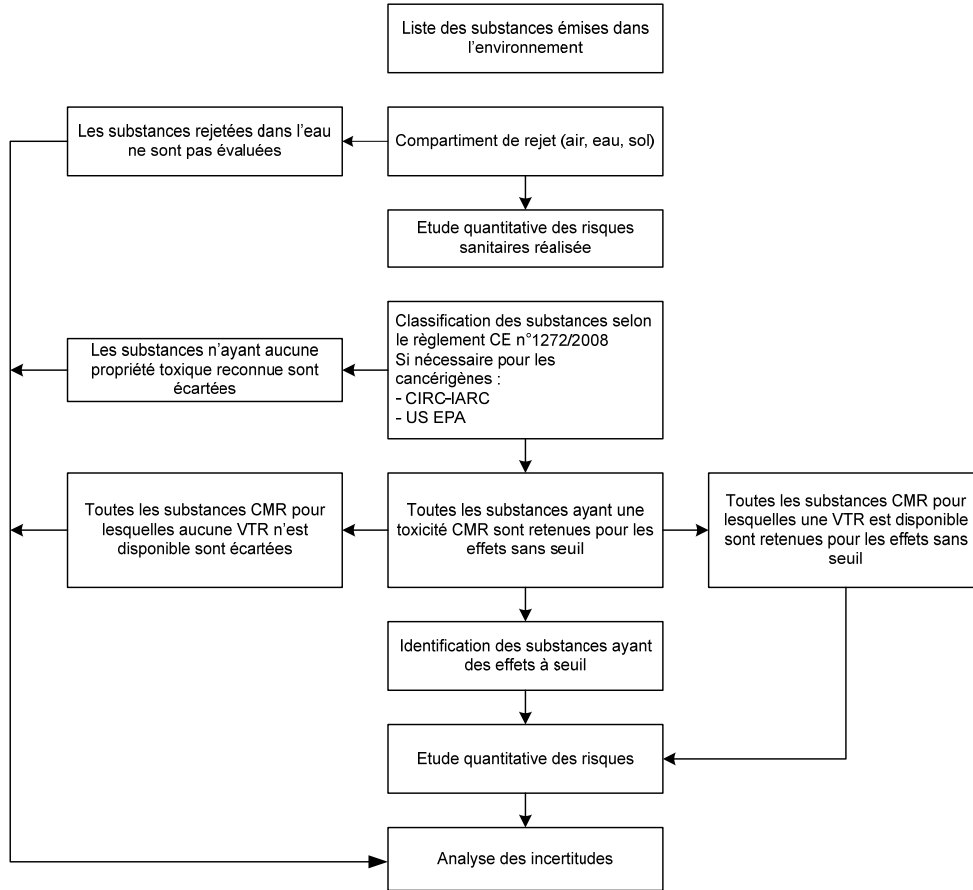 Liste des substances émises dans
l'environnement
Les substances rejetées dans l'eau
ne sont pas évaluées
Compartiment de rejet (air, eau, sol)
Etude quantitative des risques
sanitaires réalisée
Classification des substances selon
le règlement CE n°1272/2008
Si nécessaire pour les
cancérigènes :
- CIRC-IARC
- US EPA
Les substances n'ayant aucune
propriété toxique reconnue sont
écartées
Toutes les substances CMR pour
lesquelles aucune VTR n'est
disponible sont écartées
Toutes les substances ayant une
toxicité CMR sont retenues pour les
effets sans seuil
Toutes les substances CMR pour
lesquelles une VTR est disponible
sont retenues pour les effets sans
seuil
Identification des substances ayant
des effets à seuil
Etude quantitative des risques
Analyse des incertitudes